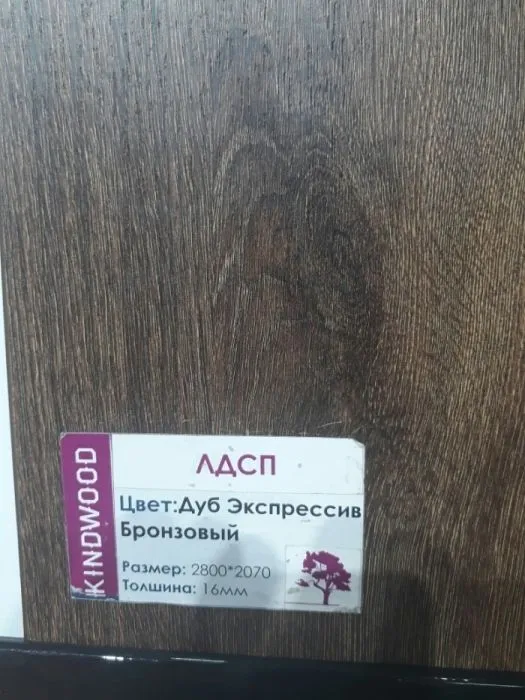 KINDWOOD
ЛДСП
Цвет:Дуб Экспрессив
Бронзовый
Размер: 2800*2070
Толшина: 16мм